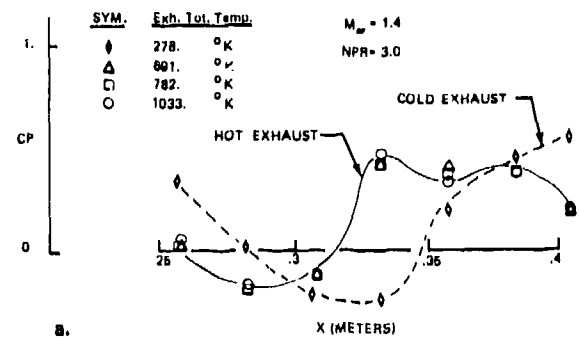 SYM. Exh. Tot. Temp.
278. °K
691. °K
782. °K
1033. °K
M∞ = 1.4
NPR= 3.0
1.
CP
0
HOT EXHAUST
COLD EXHAUST
.25 .3 .35 .4
X (METERS)
a.